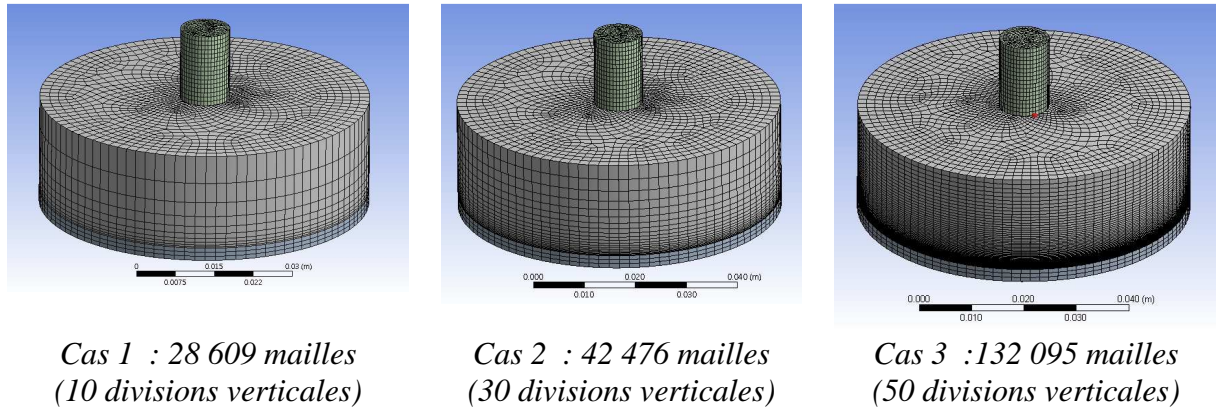 0 0.015 0.03 (m)
0.0075 0.022
0.000 0.020 0.040 (m)
0.010 0.030
0.000 0.020 0.040 (m)
0.010 0.030
Cas 1 : 28 609 mailles
(10 divisions verticales)
Cas 2 : 42 476 mailles
(30 divisions verticales)
Cas 3 :132 095 mailles
(50 divisions verticales)